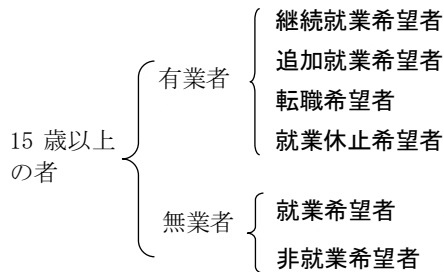 15 歳以上
の者
有業者
継続就業希望者
追加就業希望者
転職希望者
就業休止希望者
無業者
就業希望者
非就業希望者